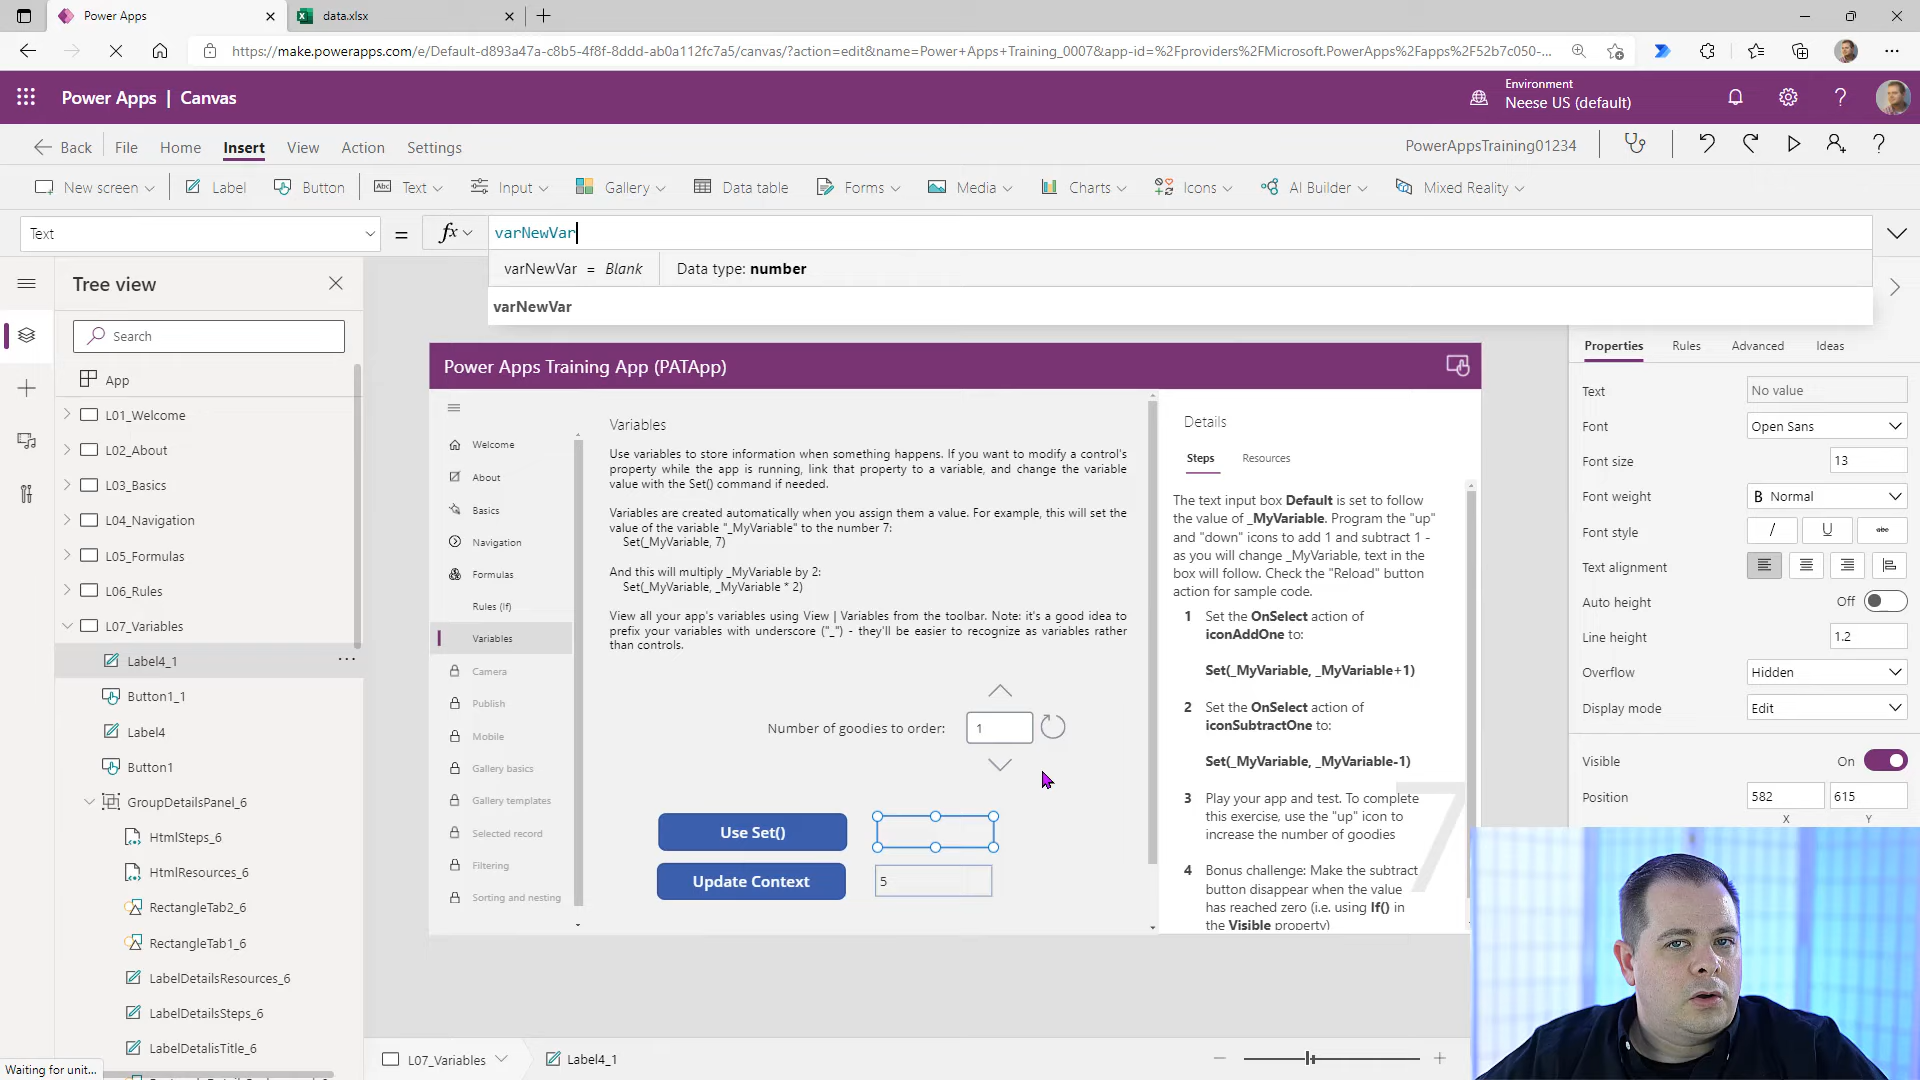 Power Apps
data.xlsx
https://make.powerapps.com/e/Default-d893a47a-c8b5-4f8f-8ddd-ab0a112fc7a5/canvas/?action=edit&name=Power+Apps+Training_0007&app-id=%2Fproviders%2FMicrosoft.PowerApps%2Fapps%2F52b7c050-...
Power Apps | Canvas
Environment
Neese US (default)
Back
File
Home
Insert
View
Action
Settings
PowerAppsTraining01234
New screen
Label
Button
Text
Input
Gallery
Data table
Forms
Media
Charts
Icons
AI Builder
Mixed Reality
Text
=
fx
varNewVar
varNewVar = Blank
Data type: number
varNewVar
Tree view
Search
App
L01_Welcome
L02_About
L03_Basics
L04_Navigation
L05_Formulas
L06_Rules
L07_Variables
Label4_1
Button1_1
Label4
Button1
GroupDetailsPanel_6
HtmlSteps_6
HtmlResources_6
RectangleTab2_6
RectangleTab1_6
LabelDetailsResources_6
LabelDetailsSteps_6
LabelDetalisTitle_6
Waiting for unit...
Power Apps Training App (PATApp)
Welcome
About
Basics
Navigation
Formulas
Rules (If)
Variables
Camera
Publish
Mobile
Gallery basics
Gallery templates
Selected record
Filtering
Sorting and nesting
Variables
Use variables to store information when something happens. If you want to modify a control's
property while the app is running, link that property to a variable, and change the variable
value with the Set() command if needed.
Variables are created automatically when you assign them a value. For example, this will set the
value of the variable "_MyVariable" to the number 7:
Set(_MyVariable, 7)
And this will multiply _MyVariable by 2:
Set(_MyVariable, _MyVariable * 2)
View all your app's variables using View | Variables from the toolbar. Note: it's a good idea to
prefix your variables with underscore ("_") - they'll be easier to recognize as variables rather
than controls.
Number of goodies to order:
1
Use Set()
Update Context
5
Details
Steps
Resources
The text input box Default is set to follow
the value of _MyVariable. Program the "up"
and "down" icons to add 1 and subtract 1 -
as you will change _MyVariable, text in the
box will follow. Check the "Reload" button
action for sample code.
1 Set the OnSelect action of
iconAddOne to:
Set(_MyVariable, _MyVariable+1)
2 Set the OnSelect action of
iconSubtractOne to:
Set(_MyVariable, _MyVariable-1)
3 Play your app and test. To complete
this exercise, use the "up" icon to
increase the number of goodies
4 Bonus challenge: Make the subtract
button disappear when the value
has reached zero (i.e. using If() in
the Visible property)
7
Properties
Rules
Advanced
Ideas
Text
No value
Font
Open Sans
Font size
13
Font weight
B Normal
Font style
/
U
abc
Text alignment
Auto height
Off
Line height
1.2
Overflow
Hidden
Display mode
Edit
Visible
On
Position
582
615
X
Y
L07_Variables
Label4_1